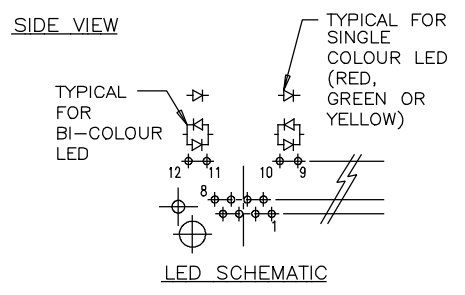 SIDE VIEW
TYPICAL FOR
SINGLE
COLOUR LED
(RED,
GREEN OR
YELLOW)
TYPICAL
FOR
BI-COLOUR
LED
12 11 10 9
8
1
LED SCHEMATIC